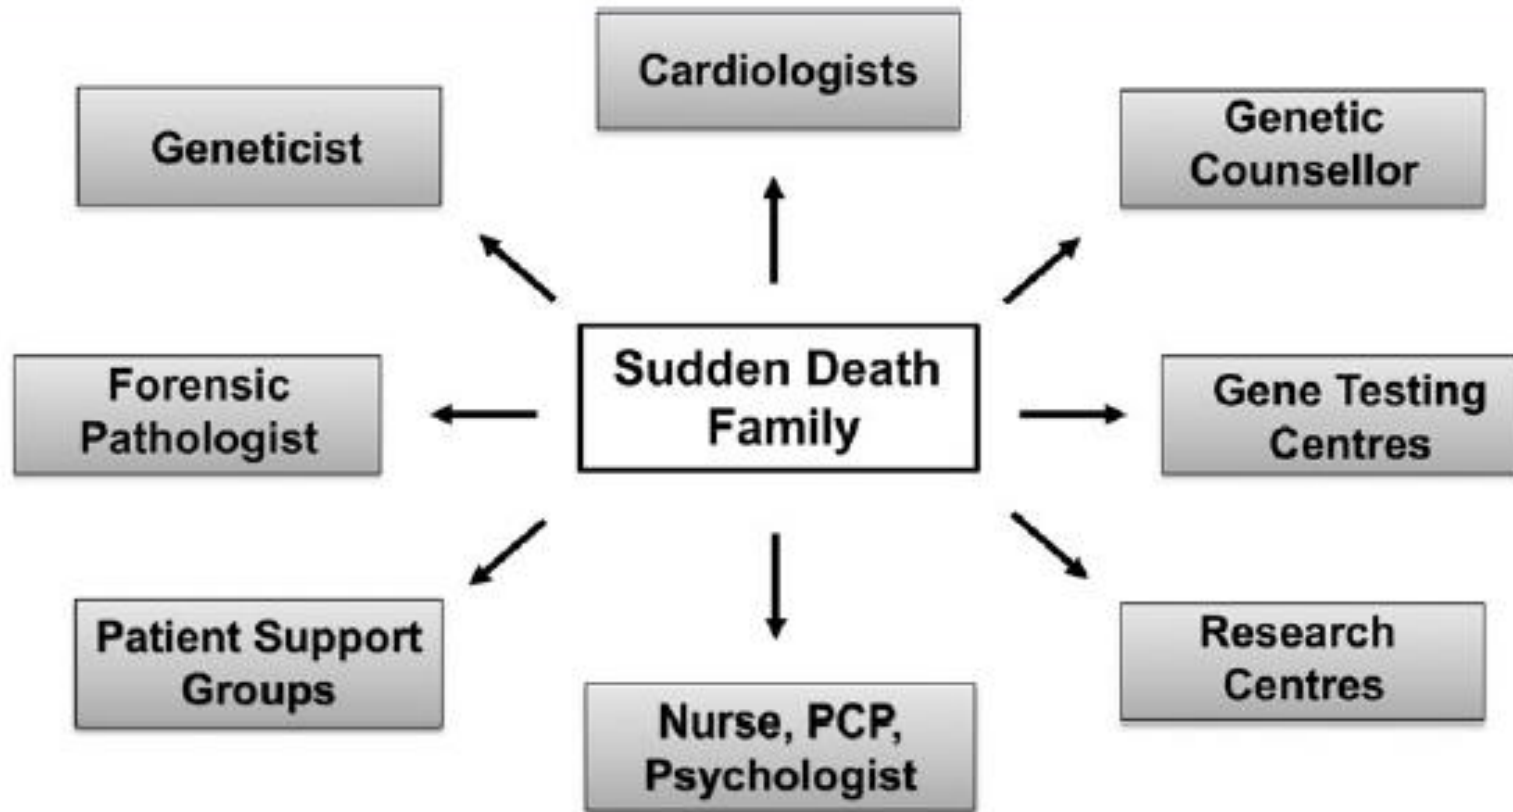 Cardiologists
Geneticist
Genetic
Counsellor
Sudden Death
Family
Forensic
Pathologist
Gene Testing
Centres
Patient Support
Groups
Research
Centres
Nurse, PCP,
Psychologist